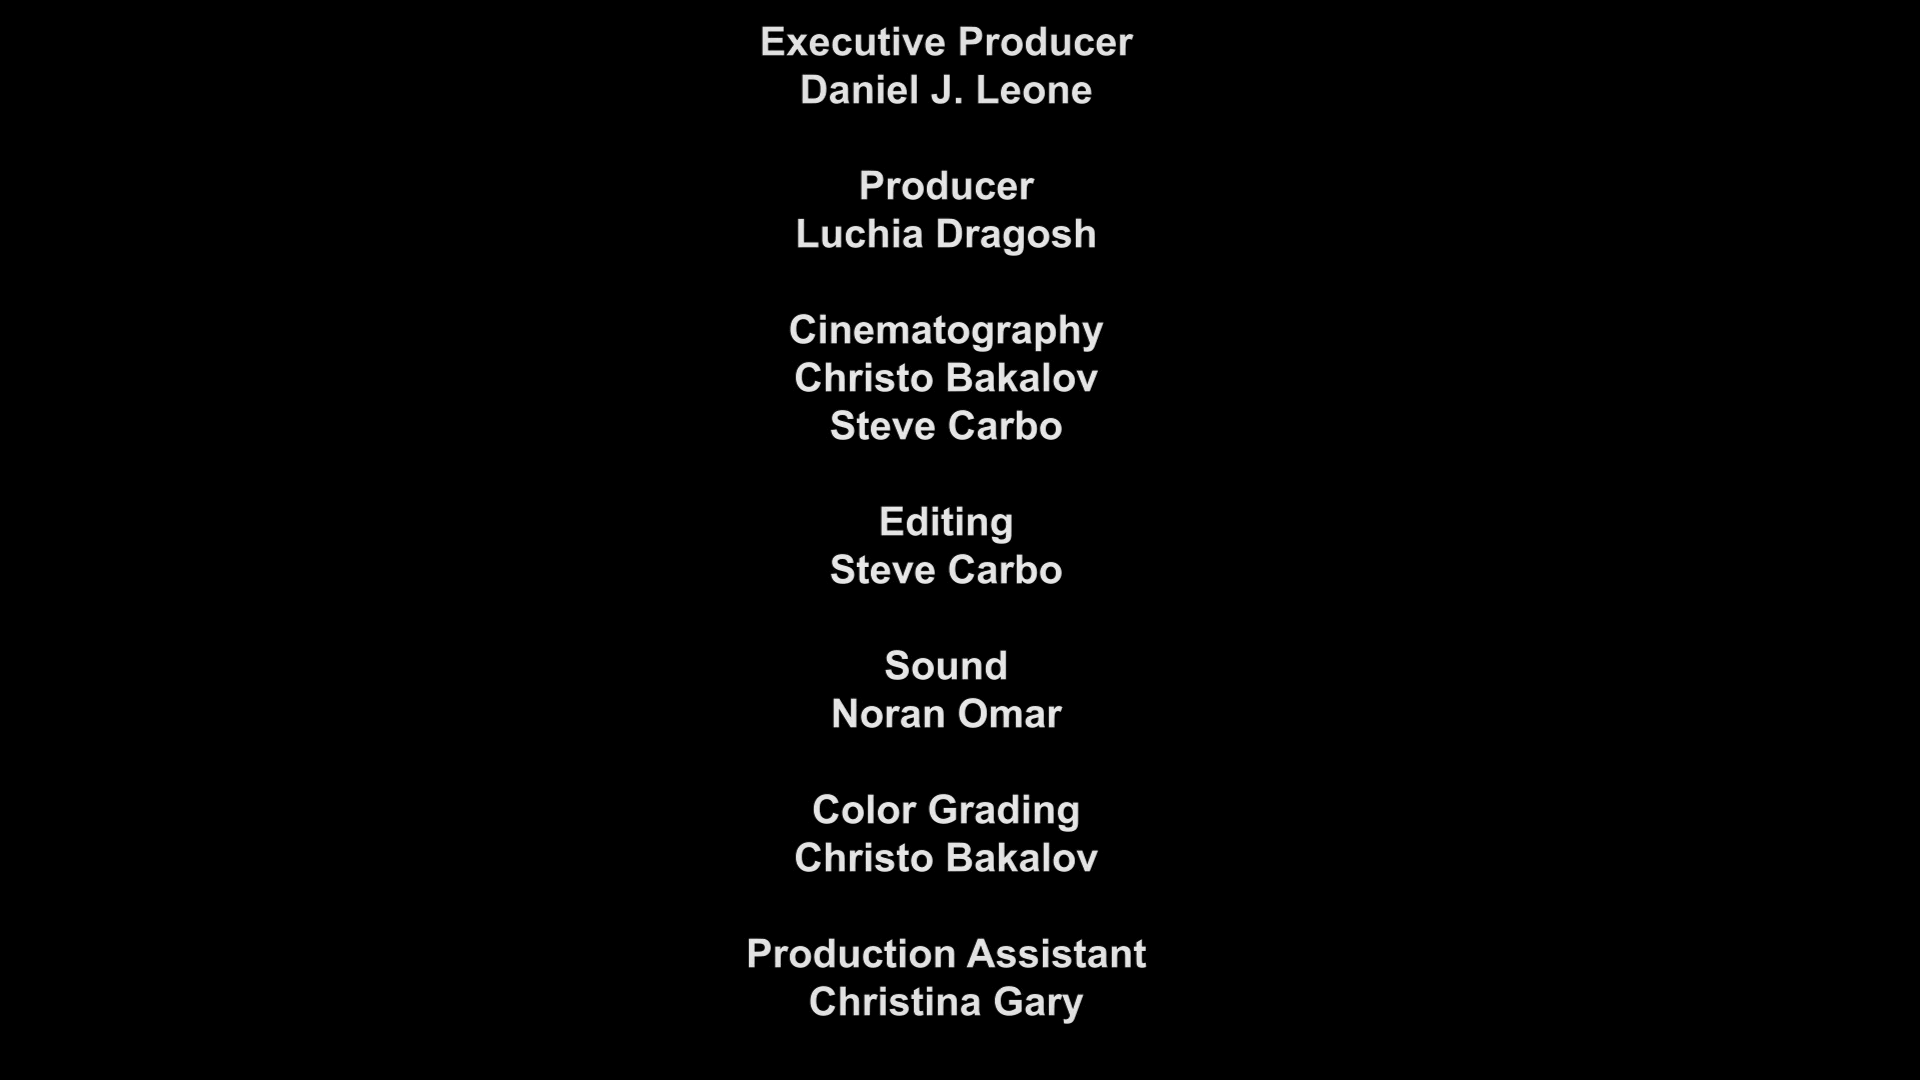 Executive Producer
Daniel J. Leone
Producer
Luchia Dragosh
Cinematography
Christo Bakalov
Steve Carbo
Editing
Steve Carbo
Sound
Noran Omar
Color Grading
Christo Bakalov
Production Assistant
Christina Gary